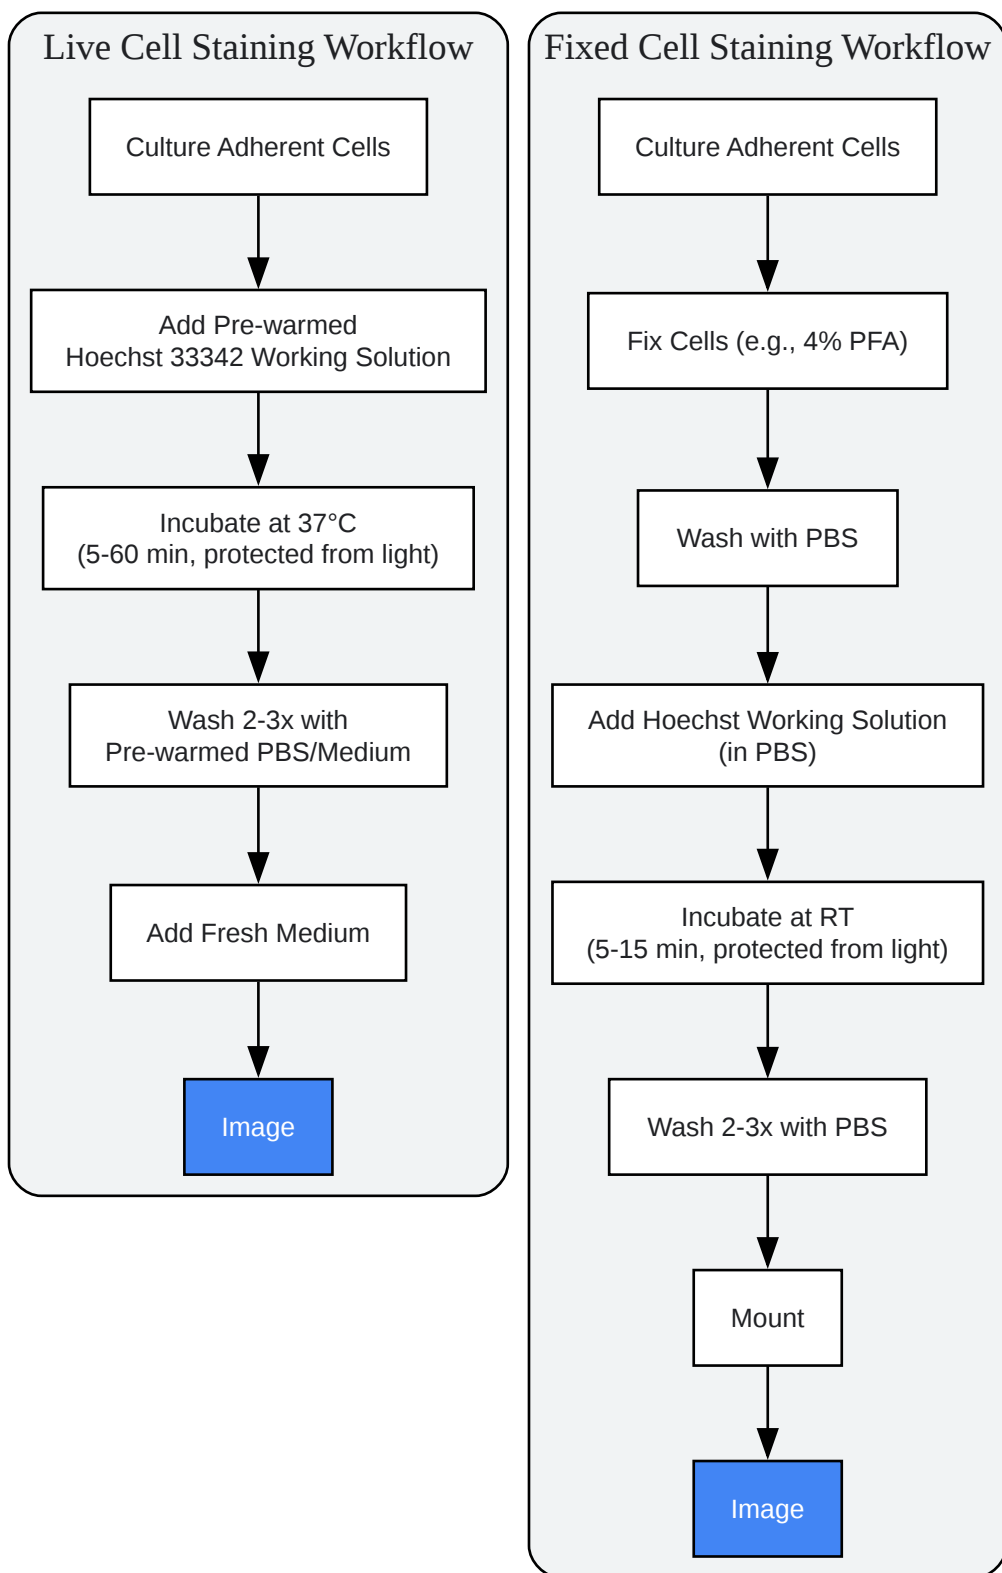 Live Cell Staining Workflow
Culture Adherent Cells
Add Pre-warmed
Hoechst 33342 Working Solution
Incubate at 37°C
(5-60 min, protected from light)
Wash 2-3x with
Pre-warmed PBS/Medium
Add Fresh Medium
Image
Fixed Cell Staining Workflow
Culture Adherent Cells
Fix Cells (e.g., 4% PFA)
Wash with PBS
Add Hoechst Working Solution
(in PBS)
Incubate at RT
(5-15 min, protected from light)
Wash 2-3x with PBS
Mount
Image